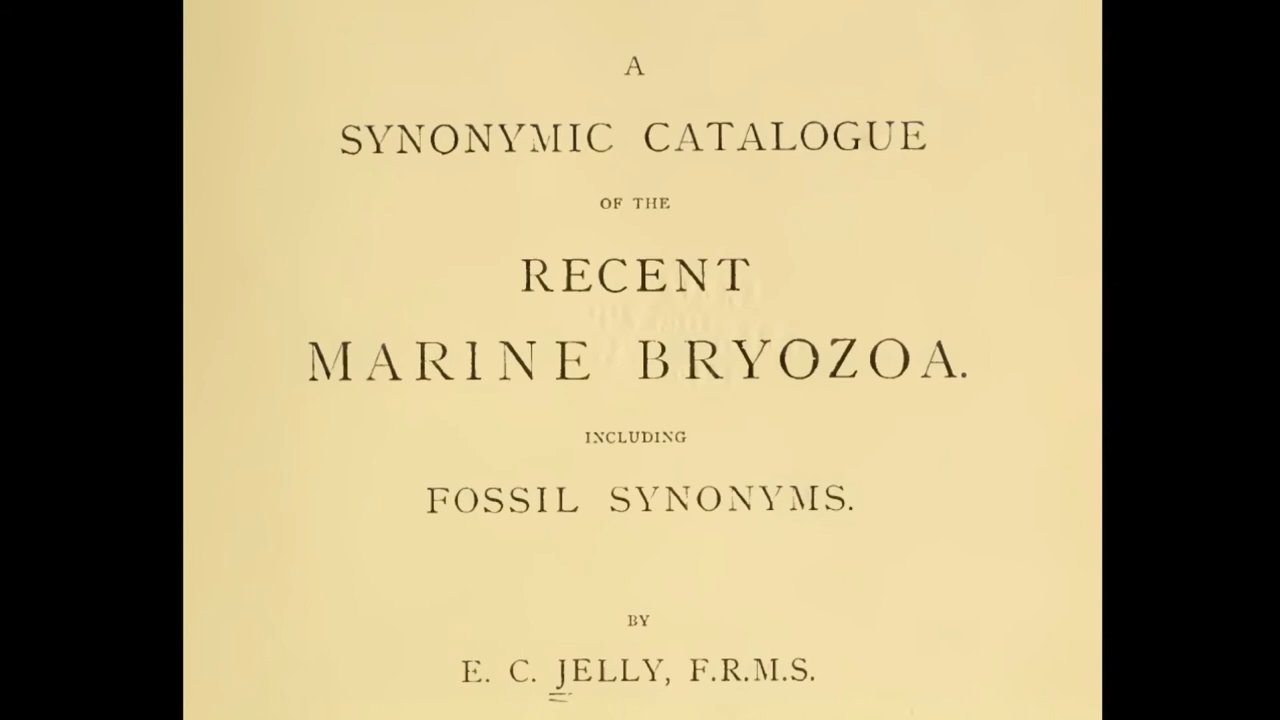 A
SYNONYMIC CATALOGUE
OF THE
RECENT
MARINE BRYOZOA.
INCLUDING
FOSSIL SYNONYMS.
BY
E. C. JELLY, F.R.M.S.